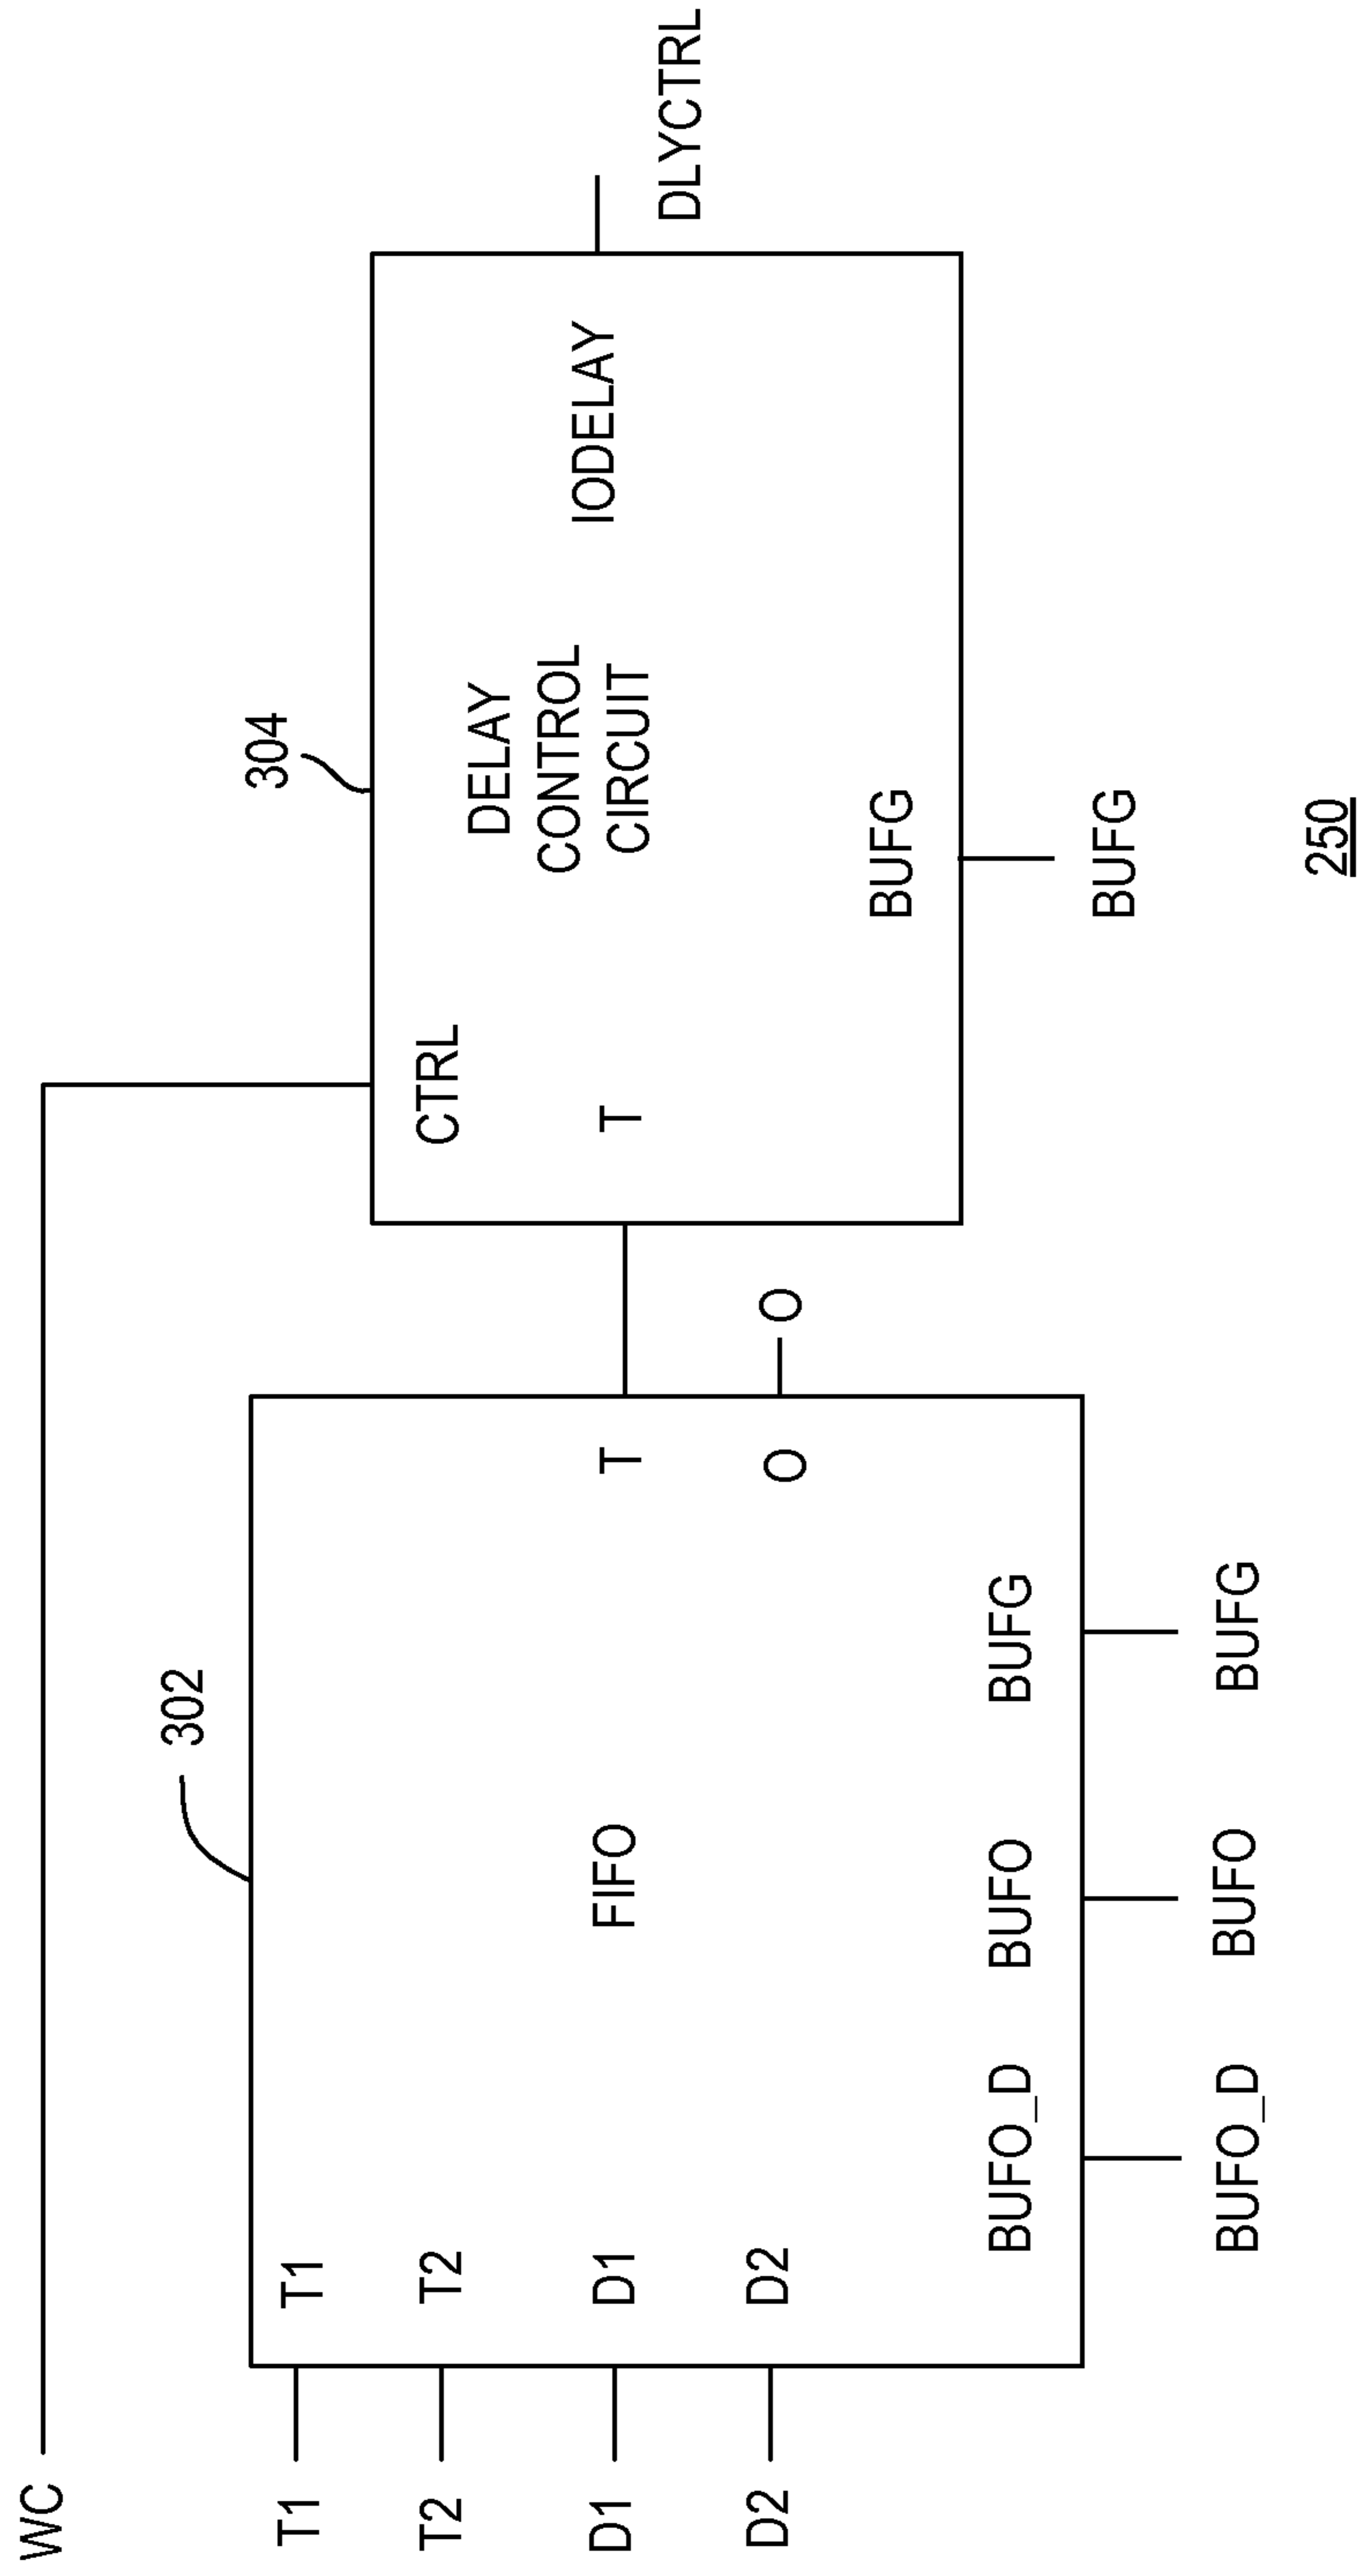 WC
304
CTRL
DELAY
CONTROL
CIRCUIT
T
IODELAY
DLYCTRL
BUFG
BUFG
302
T1
T1
T2
T2
D1
D1
D2
D2
FIFO
T
O
O
BUFO_D
BUFO
BUFG
BUFO_D
BUFO
BUFG
250